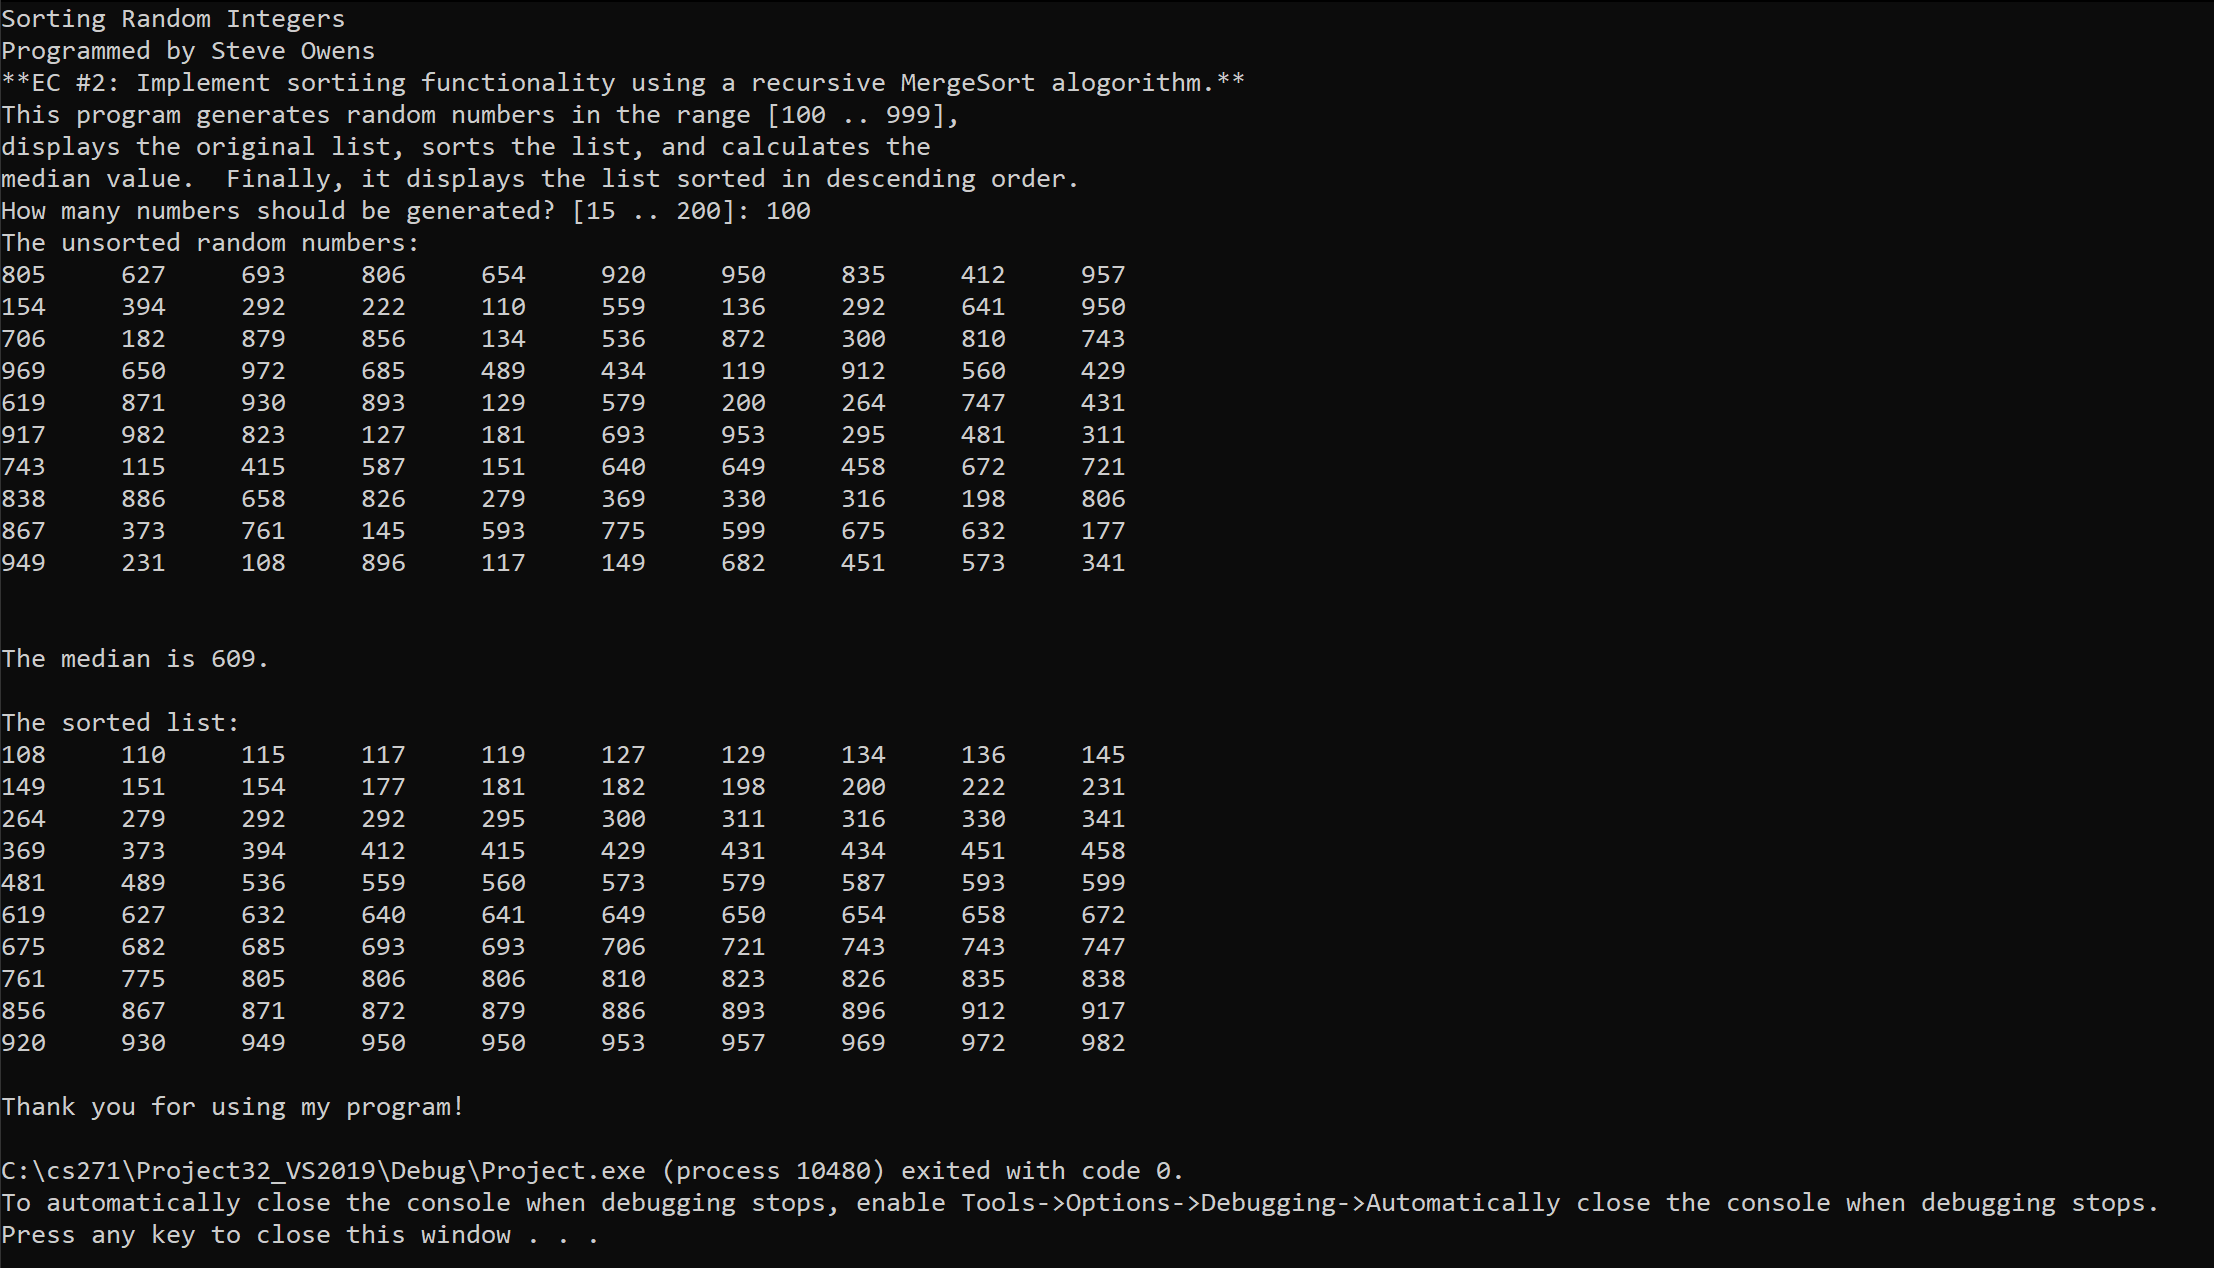 Sorting Random Integers
Programmed by Steve Owens
**EC #2: Implement sortiing functionality using a recursive MergeSort alogorithm.**
This program generates random numbers in the range [100 .. 999],
displays the original list, sorts the list, and calculates the
median value.  Finally, it displays the list sorted in descending order.
How many numbers should be generated? [15 .. 200]: 100
The unsorted random numbers:
805     627     693     806     654     920     950     835     412     957
154     394     292     222     110     559     136     292     641     950
706     182     879     856     134     536     872     300     810     743
969     650     972     685     489     434     119     912     560     429
619     871     930     893     129     579     200     264     747     431
917     982     823     127     181     693     953     295     481     311
743     115     415     587     151     640     649     458     672     721
838     886     658     826     279     369     330     316     198     806
867     373     761     145     593     775     599     675     632     177
949     231     108     896     117     149     682     451     573     341
The median is 609.
The sorted list:
108     110     115     117     119     127     129     134     136     145
149     151     154     177     181     182     198     200     222     231
264     279     292     292     295     300     311     316     330     341
369     373     394     412     415     429     431     434     451     458
481     489     536     559     560     573     579     587     593     599
619     627     632     640     641     649     650     654     658     672
675     682     685     693     693     706     721     743     743     747
761     775     805     806     806     810     823     826     835     838
856     867     871     872     879     886     893     896     912     917
920     930     949     950     950     953     957     969     972     982
Thank you for using my program!
C:\cs271\Project32_VS2019\Debug\Project.exe (process 10480) exited with code 0.
To automatically close the console when debugging stops, enable Tools->Options->Debugging->Automatically close the console when debugging stops.
Press any key to close this window . . .